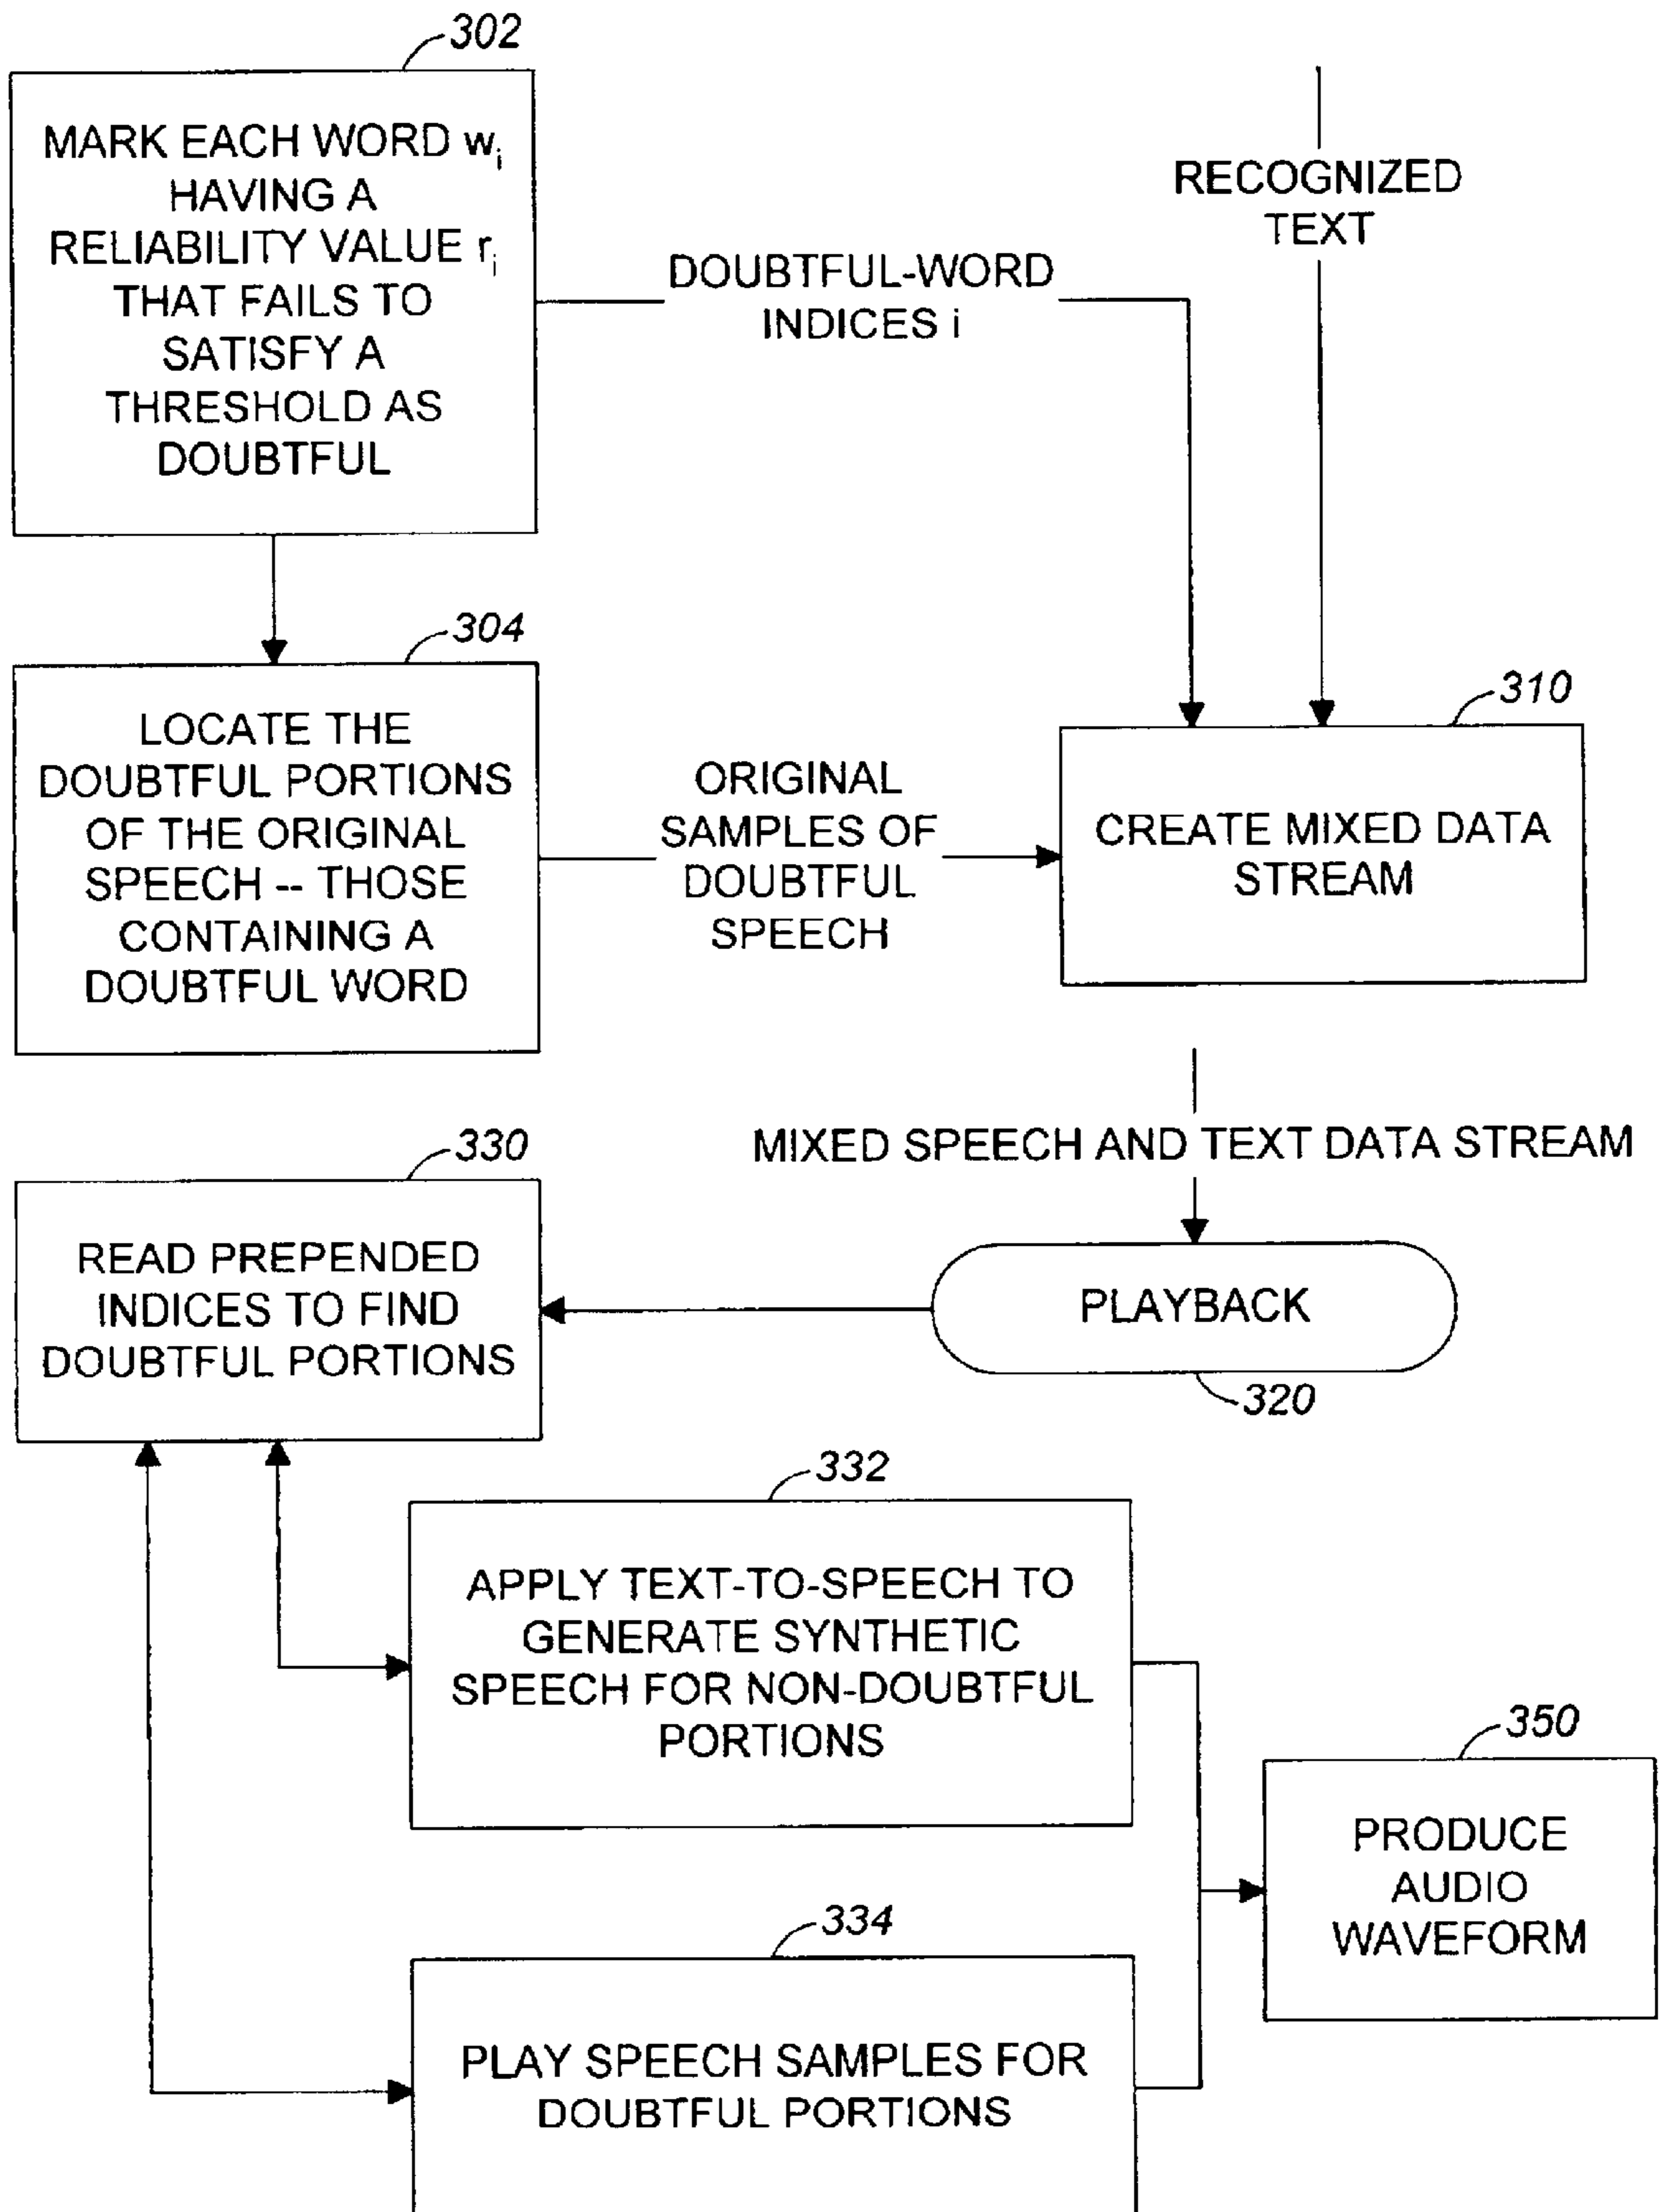 302
MARK EACH WORD wi
HAVING A
RELIABILITY VALUE ri
THAT FAILS TO
SATISFY A
THRESHOLD AS
DOUBTFUL
DOUBTFUL-WORD
INDICES i
RECOGNIZED
TEXT
304
LOCATE THE
DOUBTFUL PORTIONS
OF THE ORIGINAL
SPEECH -- THOSE
CONTAINING A
DOUBTFUL WORD
ORIGINAL
SAMPLES OF
DOUBTFUL
SPEECH
310
CREATE MIXED DATA
STREAM
MIXED SPEECH AND TEXT DATA STREAM
330
READ PREPENDED
INDICES TO FIND
DOUBTFUL PORTIONS
PLAYBACK
320
332
APPLY TEXT-TO-SPEECH TO
GENERATE SYNTHETIC
SPEECH FOR NON-DOUBTFUL
PORTIONS
334
PLAY SPEECH SAMPLES FOR
DOUBTFUL PORTIONS
350
PRODUCE
AUDIO
WAVEFORM